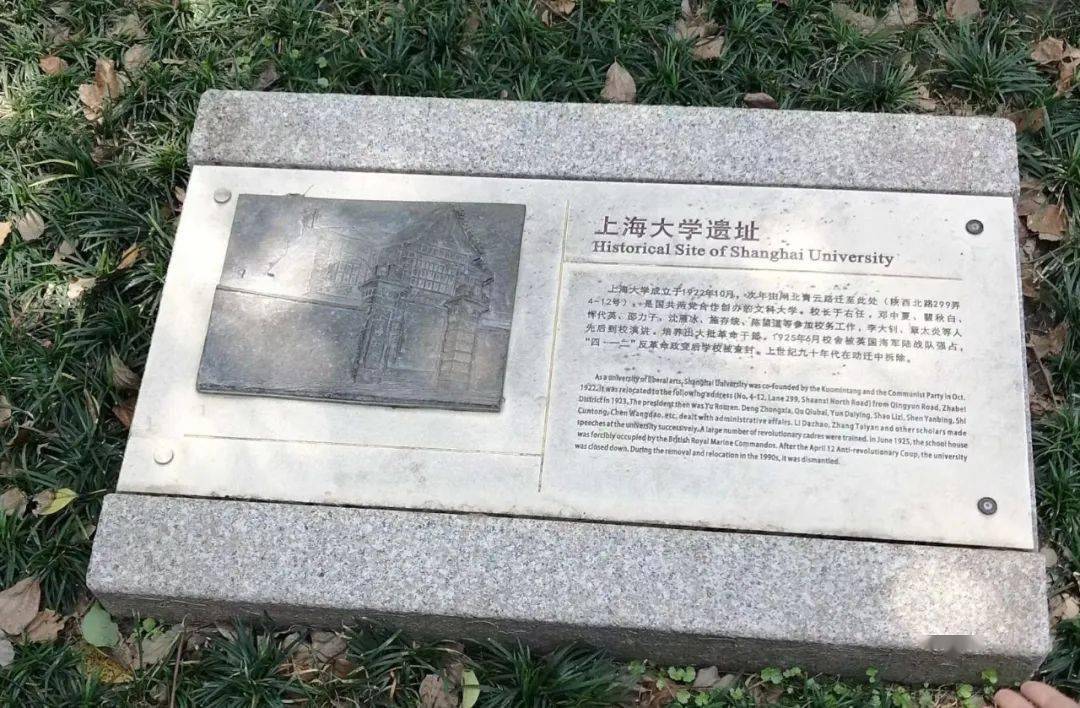 上海大学遗址
Historical Site of Shanghai University
上海大学成立于1922年10月，次年由闸北青云路迁至此处（陕西北路299弄
4-12号）。是国共两党合作创办的文科大学。校长于右任，邓中夏、瞿秋白、
恽代英、邵力子、沈雁冰、施存统、陈望道等参加校务工作，李大钊、章太炎等人
先后到校演讲。培养出大批革命干路。1925年6月校舍被英国海军陆战队强占，
“四·一二”反革命政变后学校被查封。上世纪九十年代在动迁中拆除。
As a university of liberal arts, Shanghai University was co-founded by the Kuomintang and the Communist Party in Oct.
1922. It was relocated to the following address (No. 4-12, Lane 299, Shaanxi North Road) from Qingyun Road, Zhabei
District in 1923. The president then was Yu Rouren. Deng Zhongxia, Qu Qiubai, Yun Daiying, Shao Lizi, Shen Yanbing, Shi
Cuntong, Chen Wangdao, etc. dealt with administrative affairs. Li Dazhao, Zhang Taiyan and other scholars made
speeches at the university successively. A large number of revolutionary cadres were trained. In June 1925, the school house
was forcibly occupied by the British Royal Marine Commandos. After the April 12 Anti-revolutionary Coup, the university
was closed down. During the removal and relocation in the 1990s, it was dismantled.